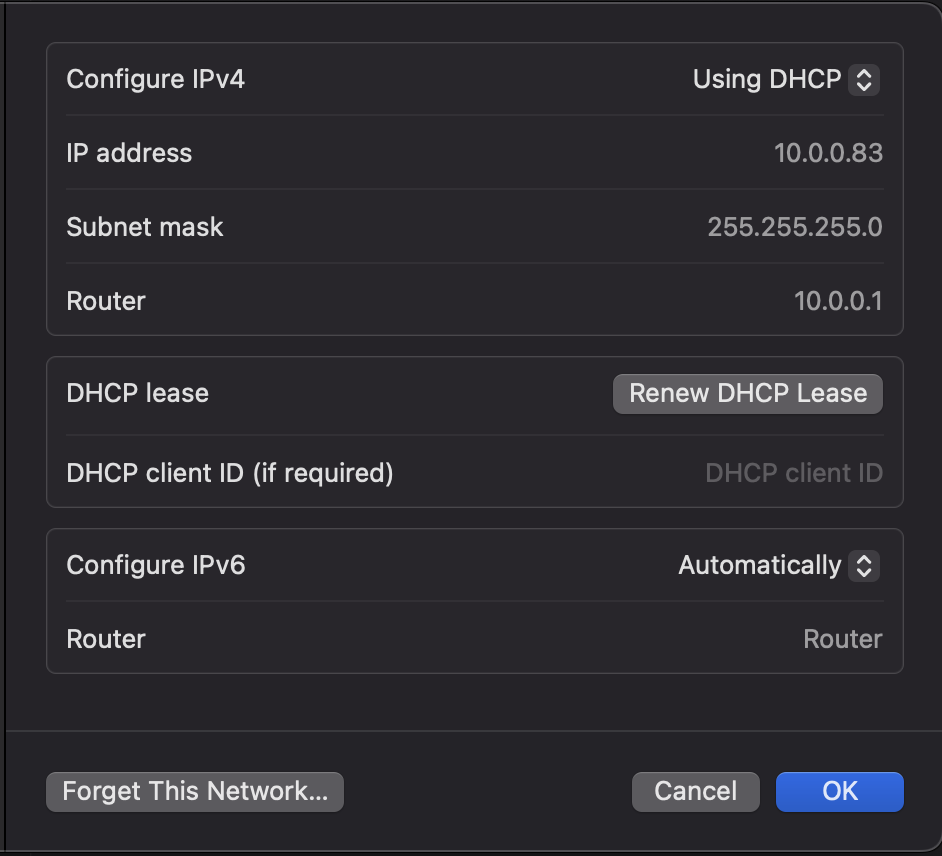 Configure IPv4 Using DHCP
IP address 10.0.0.83
Subnet mask 255.255.255.0
Router 10.0.0.1
DHCP lease Renew DHCP Lease
DHCP client ID (if required) DHCP client ID
Configure IPv6 Automatically
Router Router
Forget This Network... Cancel OK